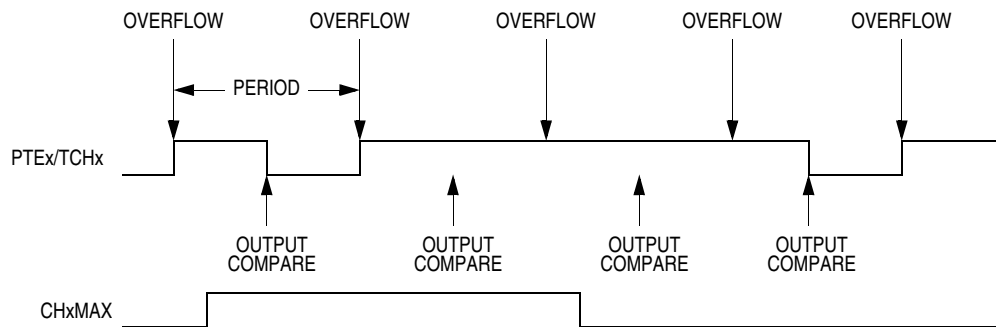 OVERFLOW OVERFLOW OVERFLOW OVERFLOW OVERFLOW
PERIOD
PTEx/TCHx
OUTPUT COMPARE
OUTPUT COMPARE
OUTPUT COMPARE
OUTPUT COMPARE
CHxMAX